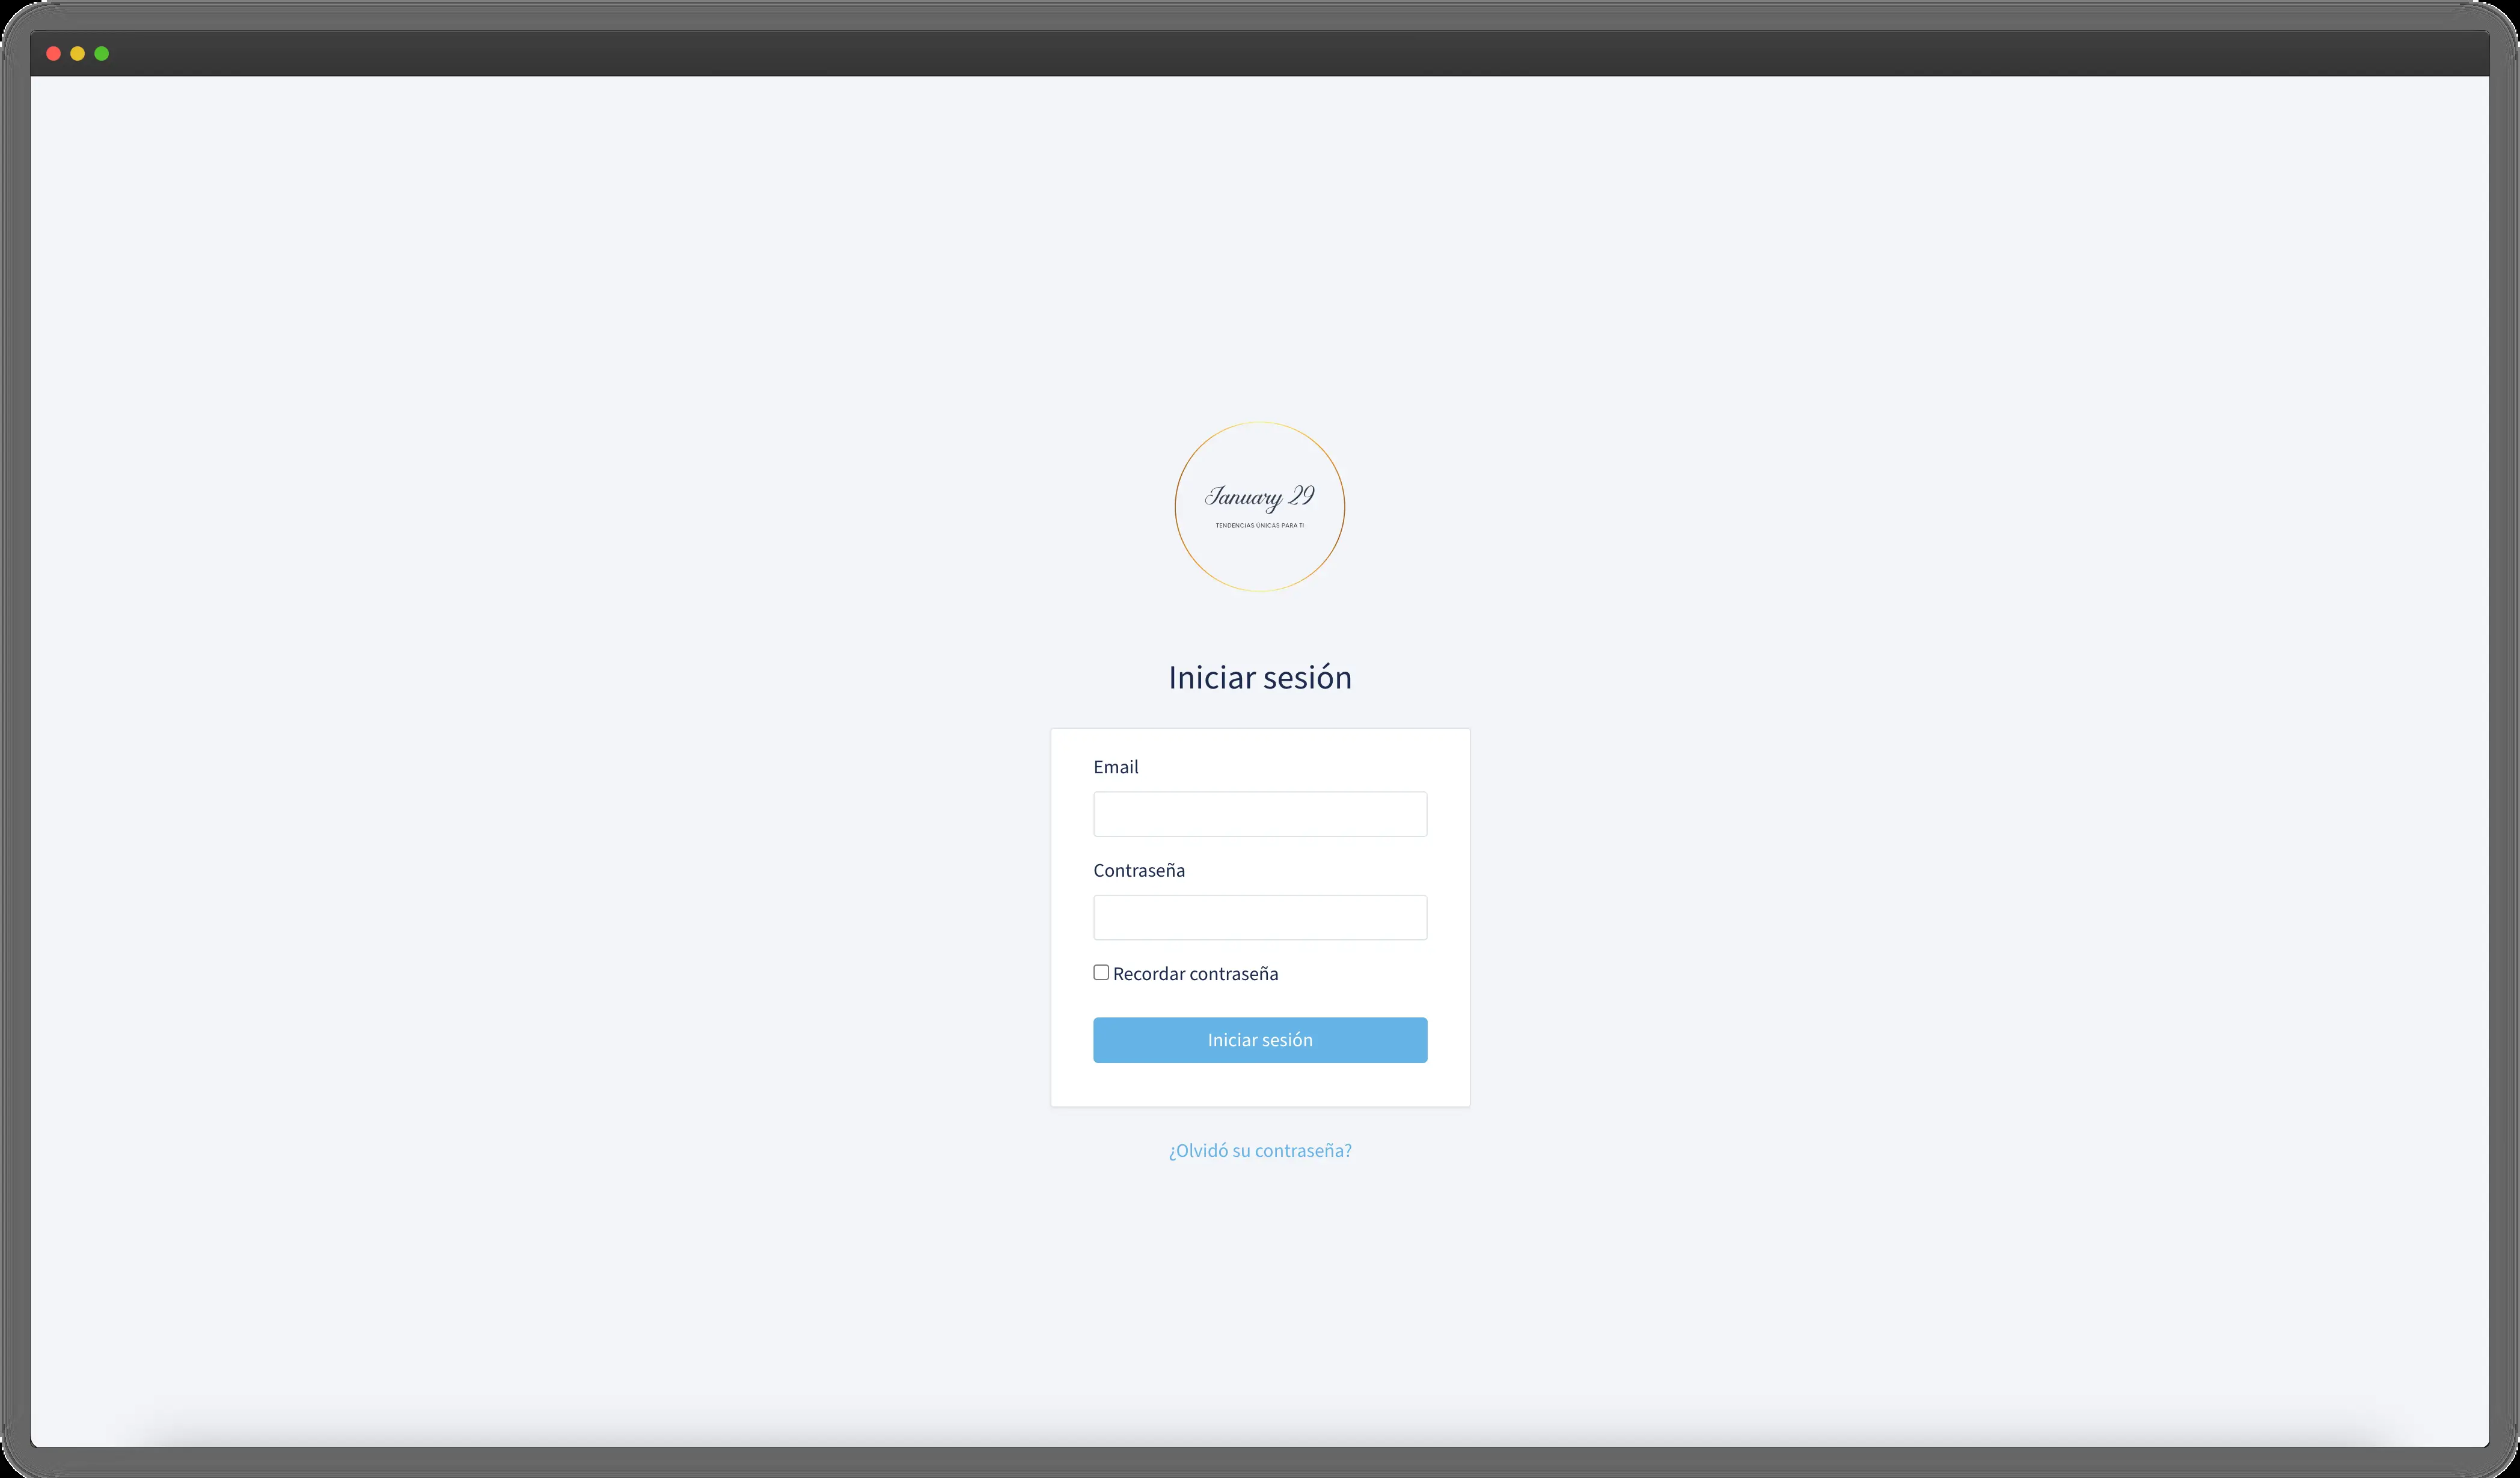 January 29
TENDENCIAS ÚNICAS PARA TI
Iniciar sesión
Email
Contraseña
Recordar contraseña
Iniciar sesión
¿Olvidó su contraseña?